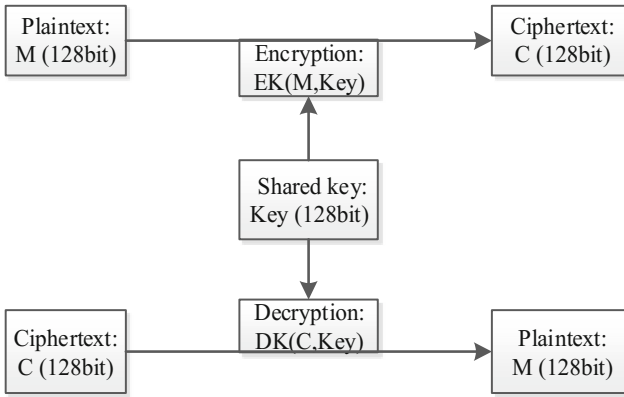 Plaintext:
M (128bit)
Encryption:
EK(M,Key)
Ciphertext:
C (128bit)
Shared key:
Key (128bit)
Ciphertext:
C (128bit)
Decryption:
DK(C,Key)
Plaintext:
M (128bit)